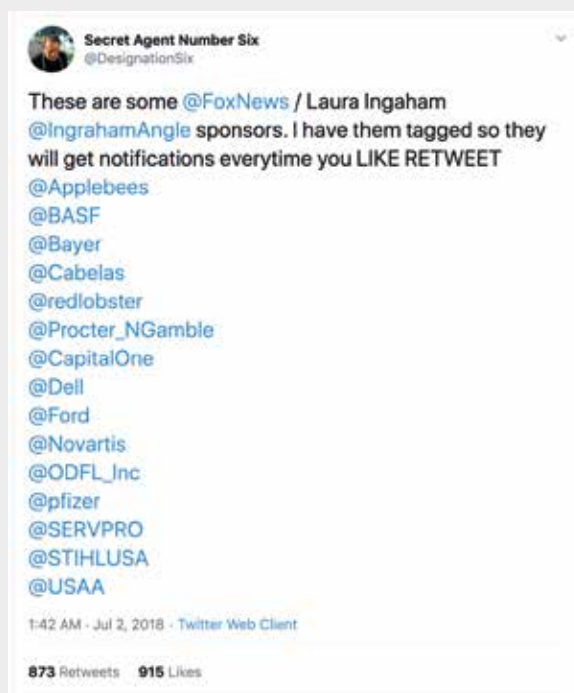 Secret Agent Number Six
@DesignationSix
These are some @FoxNews / Laura Ingaham
@IngrahamAngle sponsors. I have them tagged so they
will get notifications everytime you LIKE RETWEET
@Applebees
@BASF
@Bayer
@Cabelas
@redlobster
@Procter_NGamble
@CapitalOne
@Dell
@Ford
@Novartis
@ODFL_Inc
@pfizer
@SERVPRO
@STIHLUSA
@USAA
1:42 AM - Jul 2, 2018 - Twitter Web Client
873 Retweets 915 Likes